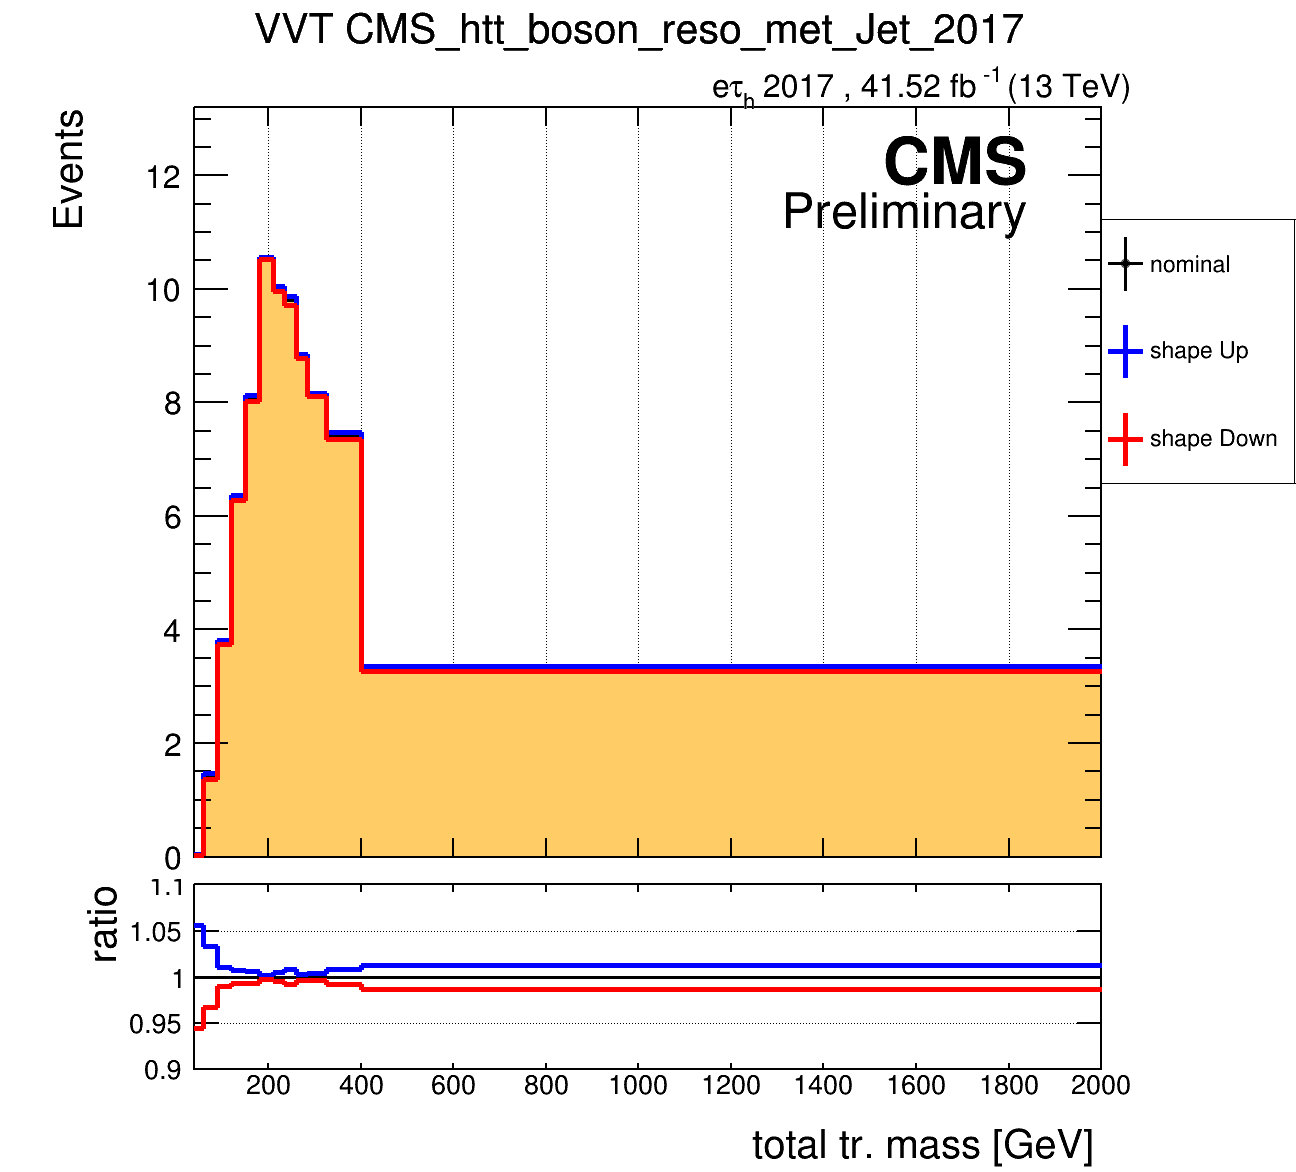 VVT CMS_htt_boson_reso_met_Jet_2017
eτh 2017 , 41.52 fb -1 (13 TeV)
Events
CMS
Preliminary
12
10
8
6
4
2
0
nominal
shape Up
shape Down
ratio
1.1
1.05
1
0.95
0.9
200 400 600 800 1000 1200 1400 1600 1800 2000
total tr. mass [GeV]